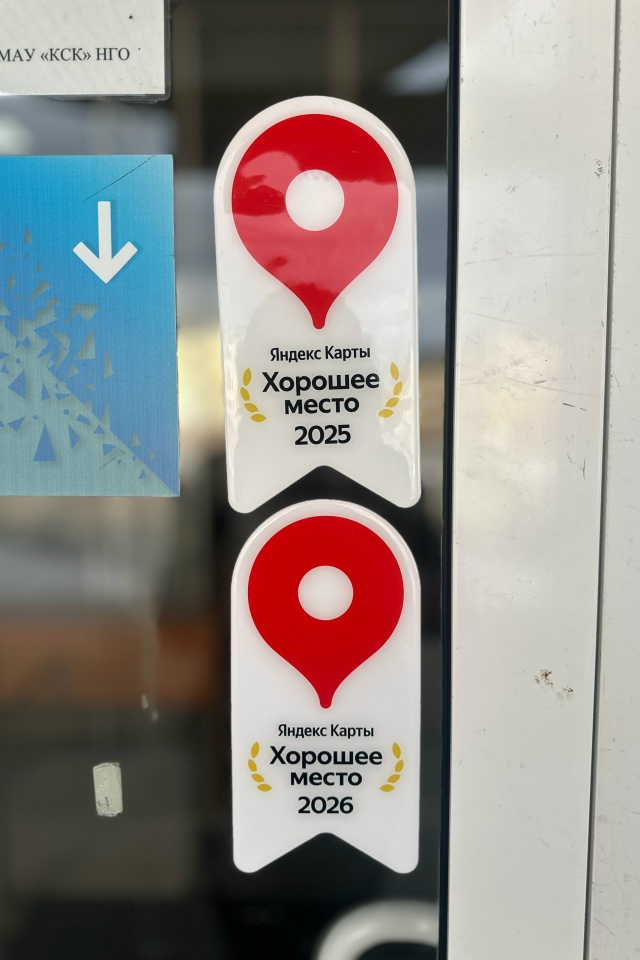 МАУ «КСК» НГО
Яндекс Карты
Хорошее
место
2025
Яндекс Карты
Хорошее
место
2026